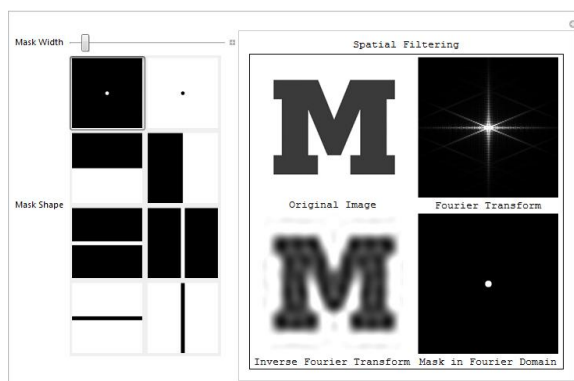 Mask Width
Spatial Filtering
M
Original Image
Fourier Transform
Mask Shape
M
Inverse Fourier Transform
Mask in Fourier Domain